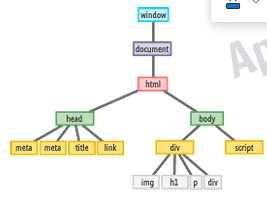 window
document
html
head body
meta meta title link div script
img h1 p div